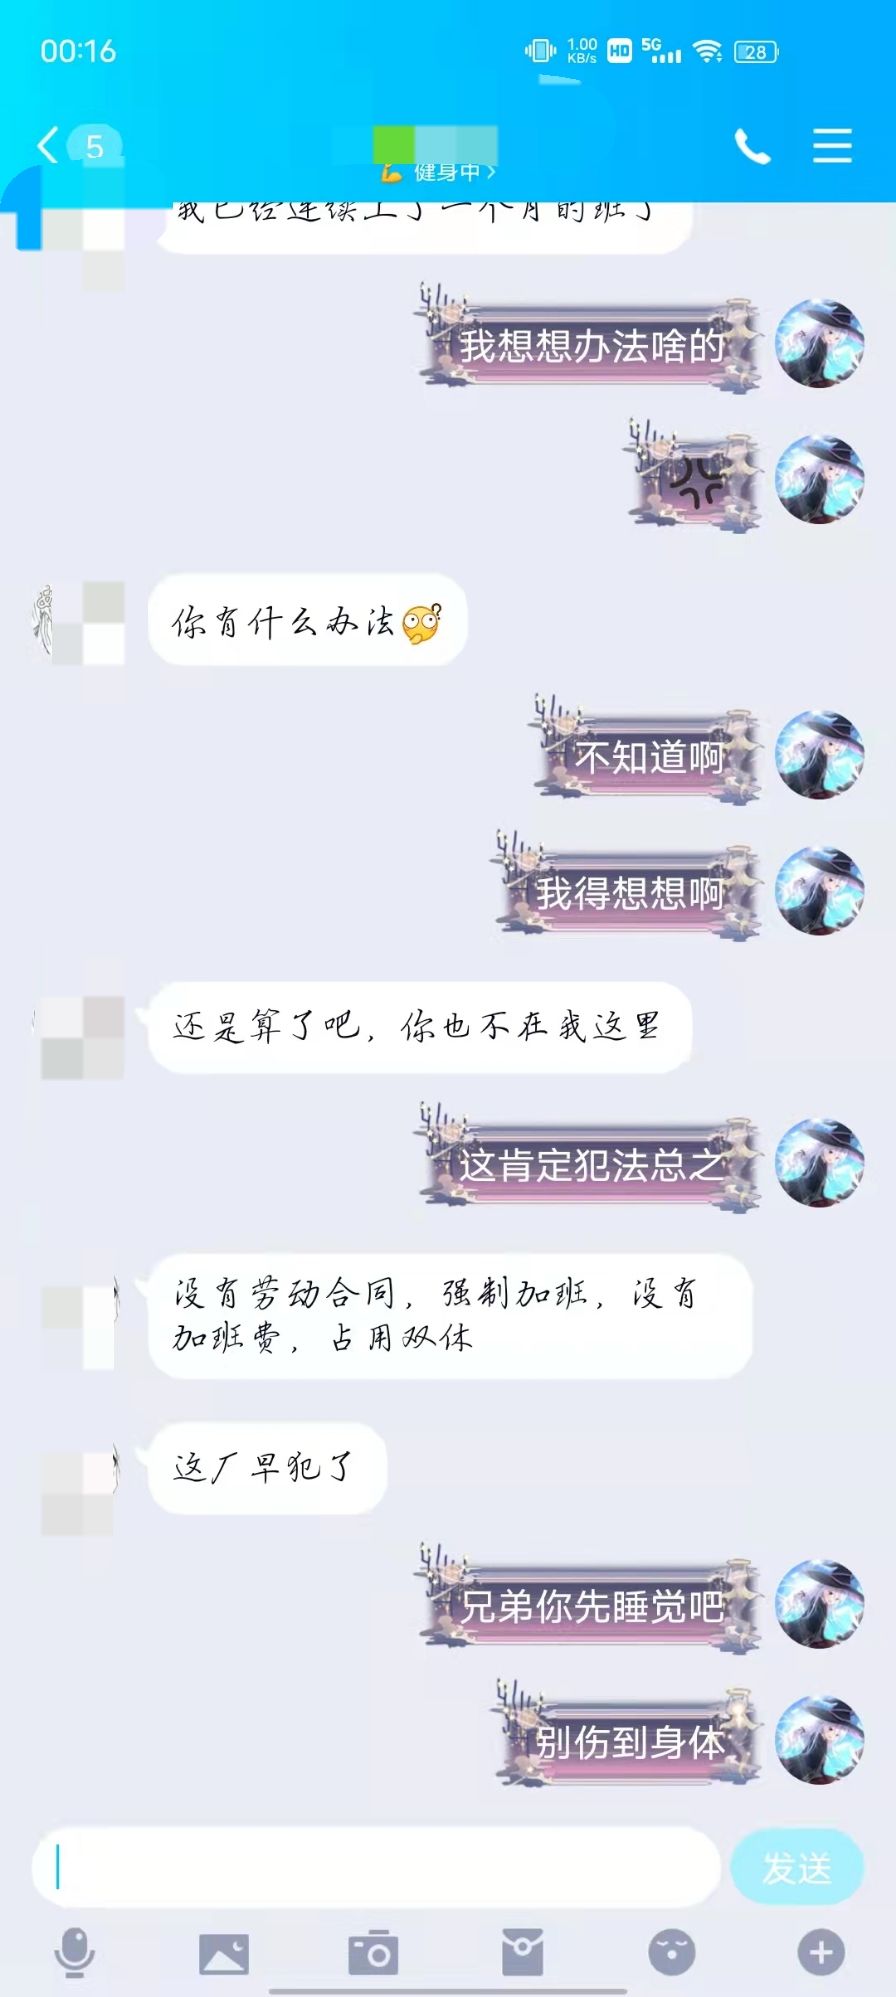 00:16
1.00
KB/s
HD
5G
28
5
健身中
我已经连续上了一个月的班了
我想想办法啥的
你有什么办法
不知道啊
我得想想啊
还是算了吧，你也不在我这里
这肯定犯法总之
没有劳动合同，强制加班，没有
加班费，占用双休
这厂早犯了
兄弟你先睡觉吧
别伤到身体
发送